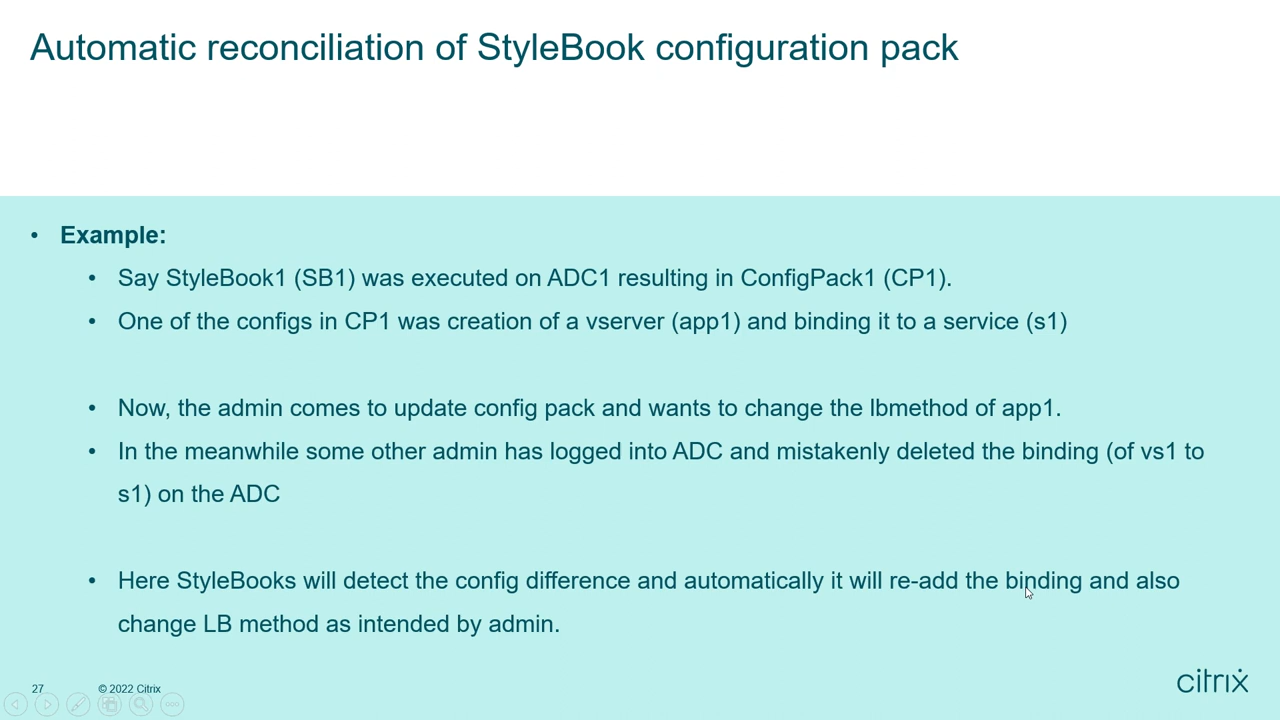 Automatic reconciliation of StyleBook configuration pack
• Example:
• Say StyleBook1 (SB1) was executed on ADC1 resulting in ConfigPack1 (CP1).
• One of the configs in CP1 was creation of a vserver (app1) and binding it to a service (s1)
• Now, the admin comes to update config pack and wants to change the lbmethod of app1.
• In the meanwhile some other admin has logged into ADC and mistakenly deleted the binding (of vs1 to
s1) on the ADC
• Here StyleBooks will detect the config difference and automatically it will re-add the binding and also
change LB method as intended by admin.
27 © 2022 Citrix
citrix